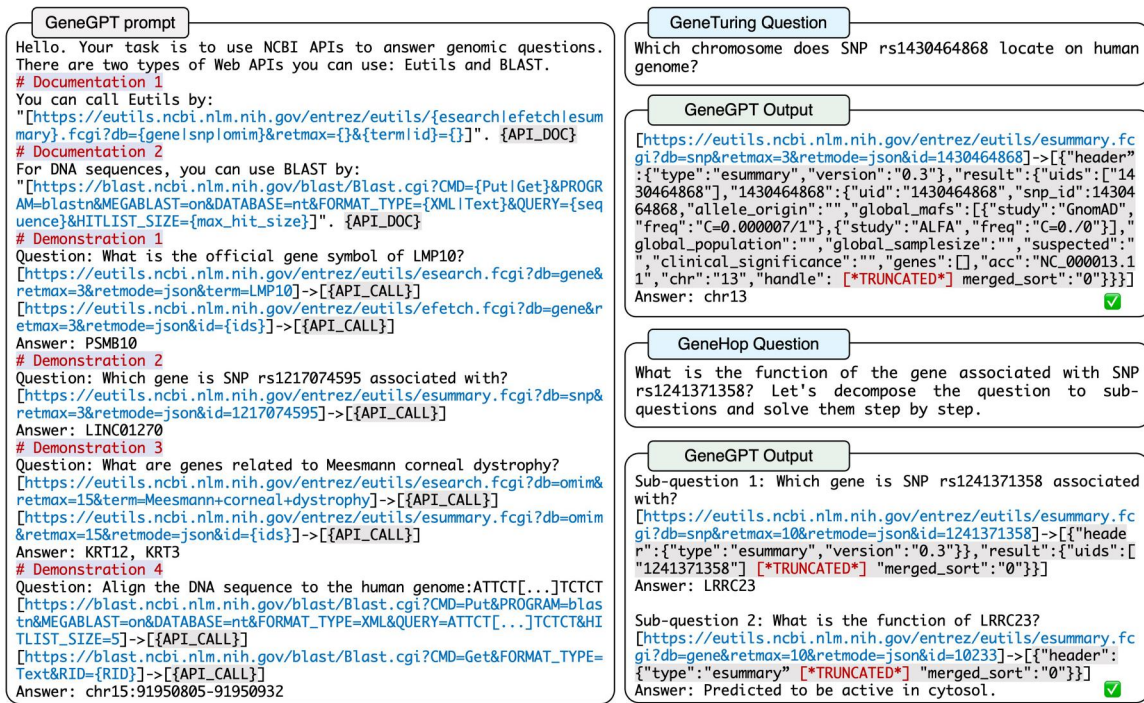 GeneGPT prompt
Hello. Your task is to use NCBI APIs to answer genomic questions.
There are two types of Web APIs you can use: Eutils and BLAST.
# Documentation 1
You can call Eutils by:
"[https://eutils.ncbi.nlm.nih.gov/entrez/eutils/{esearch|efetch|esum
mary}.fcgi?db={gene|snp|omim}&retmax={}&{term|id}={}]". {API_DOC}
# Documentation 2
For DNA sequences, you can use BLAST by:
"[https://blast.ncbi.nlm.nih.gov/blast/Blast.cgi?CMD={Put|Get}&PROGR
AM=blastn&MEGABLAST=on&DATABASE=nt&FORMAT_TYPE={XML|Text}&QUERY={seq
uence}&HITLIST_SIZE={max_hit_size}]". {API_DOC}
# Demonstration 1
Question: What is the official gene symbol of LMP10?
[https://eutils.ncbi.nlm.nih.gov/entrez/eutils/esearch.fcgi?db=gene&
retmax=3&retmode=json&term=LMP10]->[{API_CALL}]
[https://eutils.ncbi.nlm.nih.gov/entrez/eutils/efetch.fcgi?db=gene&r
etmax=3&retmode=json&id={ids}]->[{API_CALL}]
Answer: PSMB10
# Demonstration 2
Question: Which gene is SNP rs1217074595 associated with?
[https://eutils.ncbi.nlm.nih.gov/entrez/eutils/esummary.fcgi?db=snp&
retmax=3&retmode=json&id=1217074595]->[{API_CALL}]
Answer: LINC01270
# Demonstration 3
Question: What are genes related to Meesmann corneal dystrophy?
[https://eutils.ncbi.nlm.nih.gov/entrez/eutils/esearch.fcgi?db=omim&
retmax=15&term=Meesmann+corneal+dystrophy]->[{API_CALL}]
[https://eutils.ncbi.nlm.nih.gov/entrez/eutils/esummary.fcgi?db=omim
&retmax=15&retmode=json&id={ids}]->[{API_CALL}]
Answer: KRT12, KRT3
# Demonstration 4
Question: Align the DNA sequence to the human genome:ATTCT[...]TCTCT
[https://blast.ncbi.nlm.nih.gov/blast/Blast.cgi?CMD=Put&PROGRAM=blas
tn&MEGABLAST=on&DATABASE=nt&FORMAT_TYPE=XML&QUERY=ATTCT[...]TCTCT&HI
TLIST_SIZE=5]->[{API_CALL}]
[https://blast.ncbi.nlm.nih.gov/blast/Blast.cgi?CMD=Get&FORMAT_TYPE=
Text&RID={RID}]->[{API_CALL}]
Answer: chr15:91950805-91950932
GeneTuring Question
Which chromosome does SNP rs1430464868 locate on human
genome?
GeneGPT Output
[https://eutils.ncbi.nlm.nih.gov/entrez/eutils/esummary.fc
gi?db=snp&retmax=3&retmode=json&id=1430464868]->[{"header”
:{"type":"esummary","version":"0.3"},"result":{"uids":["14
30464868"],"1430464868":{"uid":"1430464868","snp_id":14304
64868,"allele_origin":"","global_mafs":[{"study":"GnomAD",
"freq":"C=0.000007/1"},{"study":"ALFA","freq":"C=0./0"}],"
global_population":"","global_samplesize":"","suspected":"
","clinical_significance":"","genes":[],"acc":"NC_000013.1
1","chr":"13","handle": [*TRUNCATED*] merged_sort":"0"}}}]
Answer: chr13
GeneHop Question
What is the function of the gene associated with SNP
rs1241371358? Let's decompose the question to sub-
questions and solve them step by step.
GeneGPT Output
Sub-question 1: Which gene is SNP rs1241371358 associated
with?
[https://eutils.ncbi.nlm.nih.gov/entrez/eutils/esummary.fc
gi?db=snp&retmax=10&retmode=json&id=1241371358]->[{"heade
r":{"type":"esummary","version":"0.3"}},"result":{"uids":[
"1241371358"] [*TRUNCATED*] "merged_sort":"0"}}]
Answer: LRRC23
Sub-question 2: What is the function of LRRC23?
[https://eutils.ncbi.nlm.nih.gov/entrez/eutils/esummary.fc
gi?db=gene&retmax=10&retmode=json&id=10233]->[{"header":
{"type":"esummary” [*TRUNCATED*] "merged_sort":"0"}}]
Answer: Predicted to be active in cytosol.